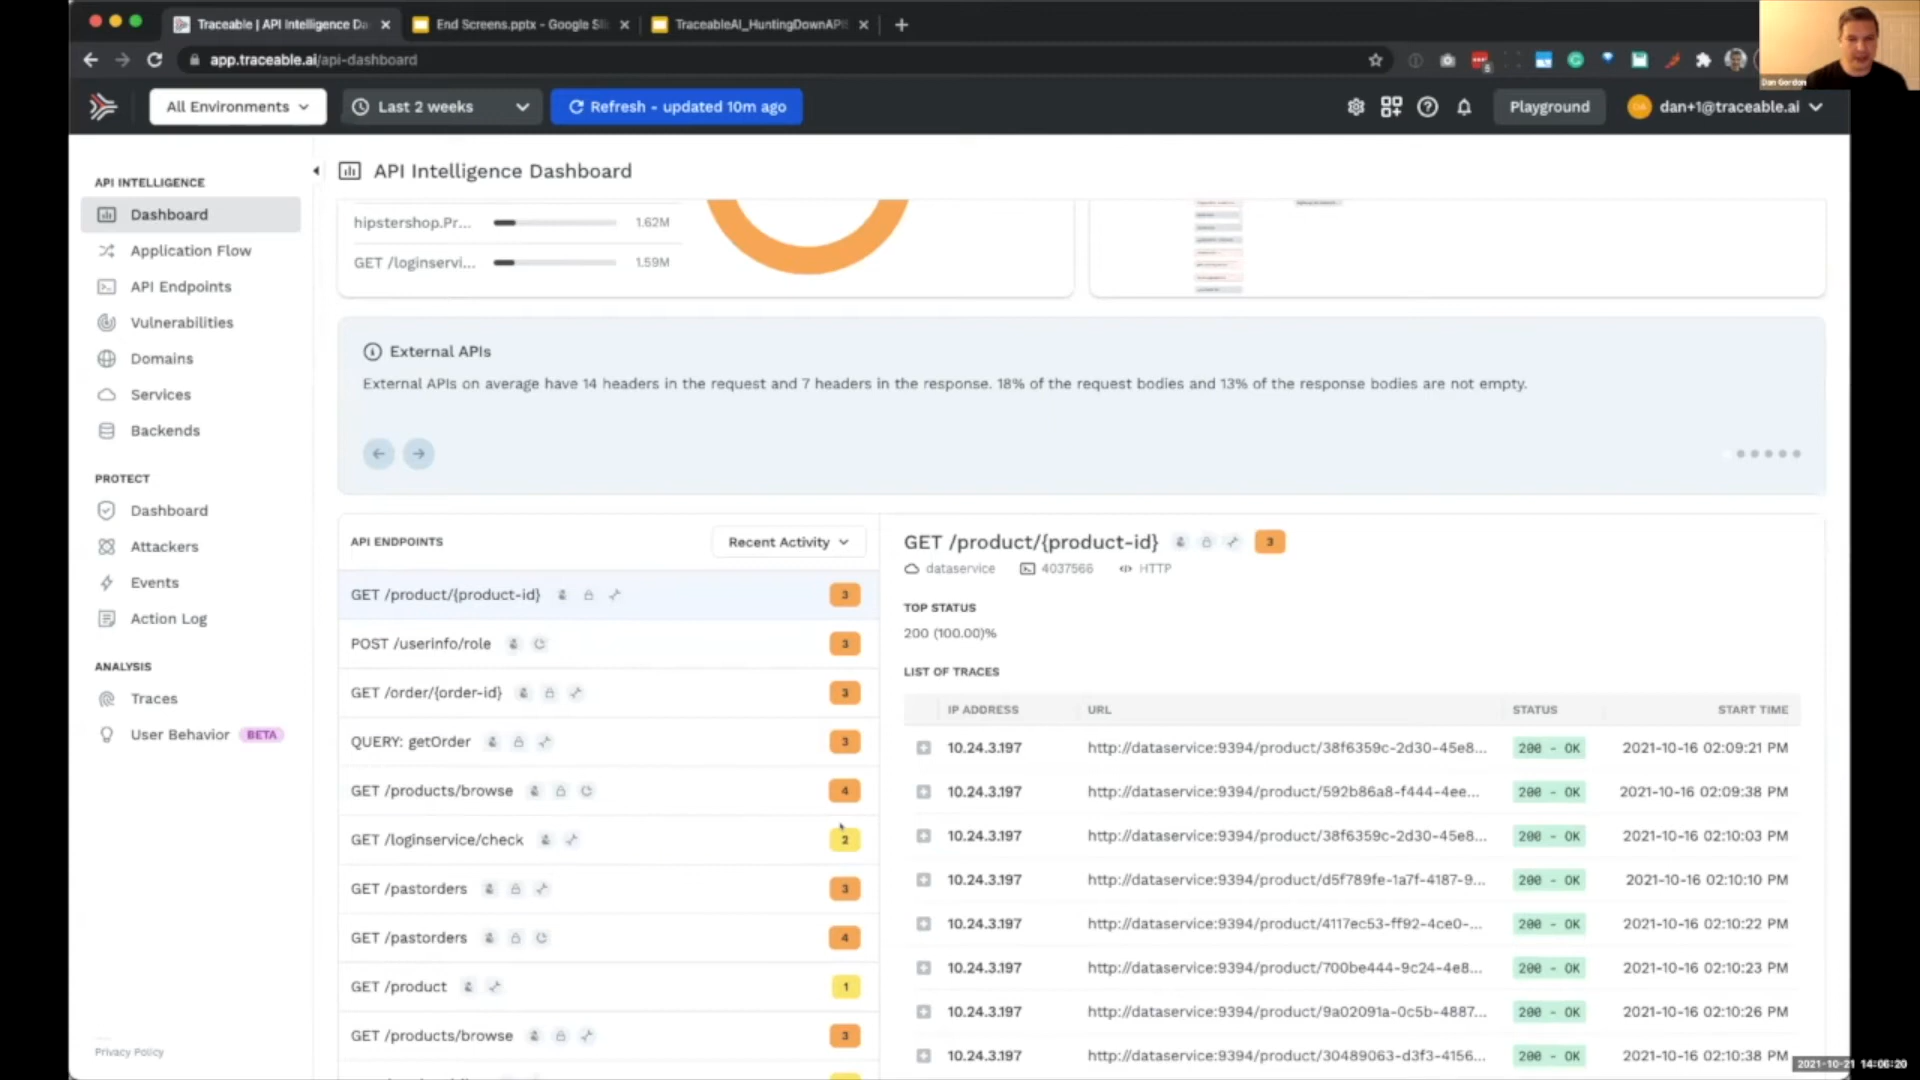 Traceable | API Intelligence Da
End Screens.pptx - Google Sli
TraceableAI_HuntingDownAPIS
app.traceable.ai/api-dashboard
Dan Gordon
All Environments
Last 2 weeks
Refresh - updated 10m ago
Playground
dan+1@traceable.ai
API INTELLIGENCE
Dashboard
Application Flow
API Endpoints
Vulnerabilities
Domains
Services
Backends
PROTECT
Dashboard
Attackers
Events
Action Log
ANALYSIS
Traces
User Behavior BETA
Privacy Policy
API Intelligence Dashboard
hipstershop.Pr... 1.62M
GET /loginservi... 1.59M
External APIs
External APIs on average have 14 headers in the request and 7 headers in the response. 18% of the request bodies and 13% of the response bodies are not empty.
API ENDPOINTS
Recent Activity
GET /product/{product-id} 3
POST /userinfo/role 3
GET /order/{order-id} 3
QUERY: getOrder 3
GET /products/browse 4
GET /loginservice/check 2
GET /pastorders 3
GET /pastorders 4
GET /product 1
GET /products/browse 3
GET /product/{product-id} 3
dataservice 4037566 HTTP
TOP STATUS
200 (100.00)%
LIST OF TRACES
IP ADDRESS URL STATUS START TIME
10.24.3.197 http://dataservice:9394/product/38f6359c-2d30-45e8... 200 - OK 2021-10-16 02:09:21 PM
10.24.3.197 http://dataservice:9394/product/592b86a8-f444-4ee... 200 - OK 2021-10-16 02:09:38 PM
10.24.3.197 http://dataservice:9394/product/38f6359c-2d30-45e8... 200 - OK 2021-10-16 02:10:03 PM
10.24.3.197 http://dataservice:9394/product/d5f789fe-1a7f-4187-9... 200 - OK 2021-10-16 02:10:10 PM
10.24.3.197 http://dataservice:9394/product/4117ec53-ff92-4ce0-... 200 - OK 2021-10-16 02:10:22 PM
10.24.3.197 http://dataservice:9394/product/700be444-9c24-4e8... 200 - OK 2021-10-16 02:10:23 PM
10.24.3.197 http://dataservice:9394/product/9a02091a-0c5b-4887... 200 - OK 2021-10-16 02:10:26 PM
10.24.3.197 http://dataservice:9394/product/30489063-d3f3-4156... 200 - OK 2021-10-16 02:10:38 PM
2021-10-21 14:06:20